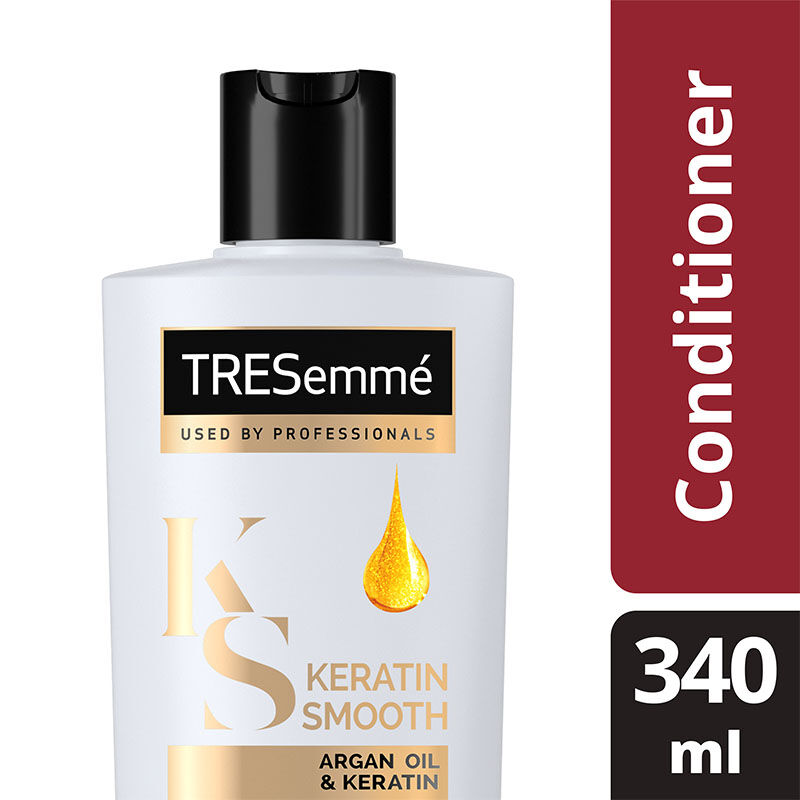 TRESemmé
USED BY PROFESSIONALS
KS
KERATIN
SMOOTH
ARGAN OIL
& KERATIN
Conditioner
340
ml